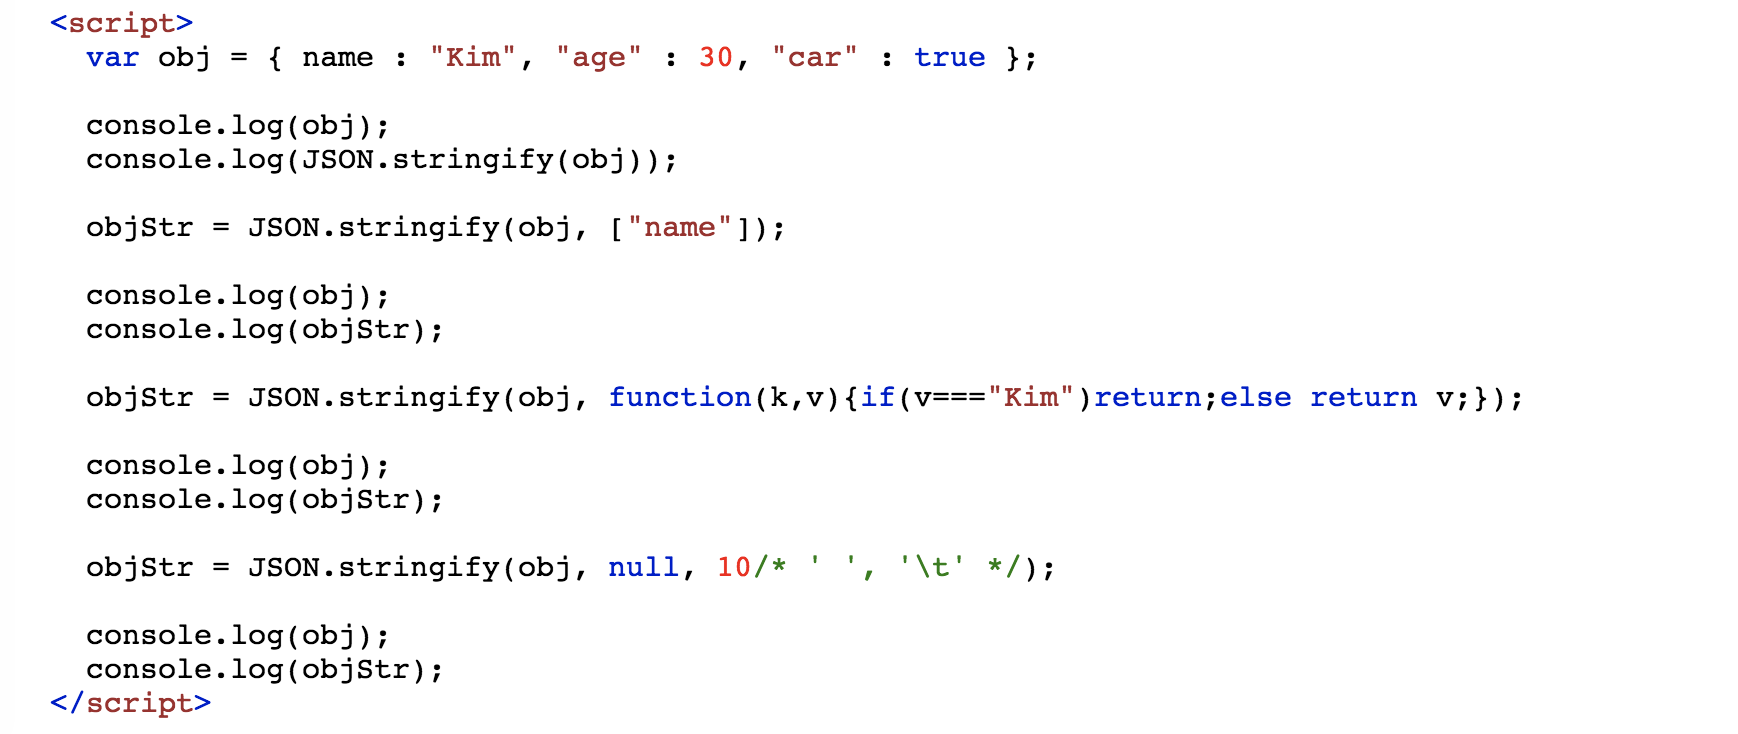 <script>
var obj = { name : "Kim", "age" : 30, "car" : true };
console.log(obj);
console.log(JSON.stringify(obj));
objStr = JSON.stringify(obj, ["name"]);
console.log(obj);
console.log(objStr);
objStr = JSON.stringify(obj, function(k,v){if(v==="Kim")return;else return v;});
console.log(obj);
console.log(objStr);
objStr = JSON.stringify(obj, null, 10/* ' ', '\t' */);
console.log(obj);
console.log(objStr);
</script>